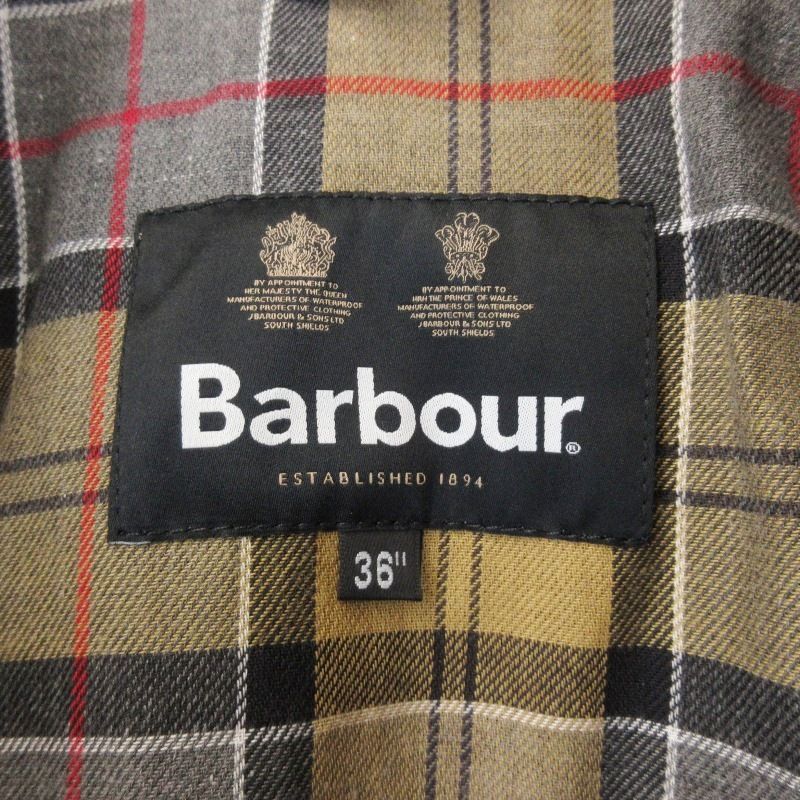 BY APPOINTMENT TO
HER MAJESTY THE QUEEN
MANUFACTURERS OF WATERPROOF
AND PROTECTIVE CLOTHING
J BARBOUR & SONS LTD
SOUTH SHIELDS
BY APPOINTMENT TO
HRH THE PRINCE OF WALES
MANUFACTURERS OF WATERPROOF
AND PROTECTIVE CLOTHING
J BARBOUR & SONS LTD
SOUTH SHIELDS
Barbour®
ESTABLISHED 1894
36"